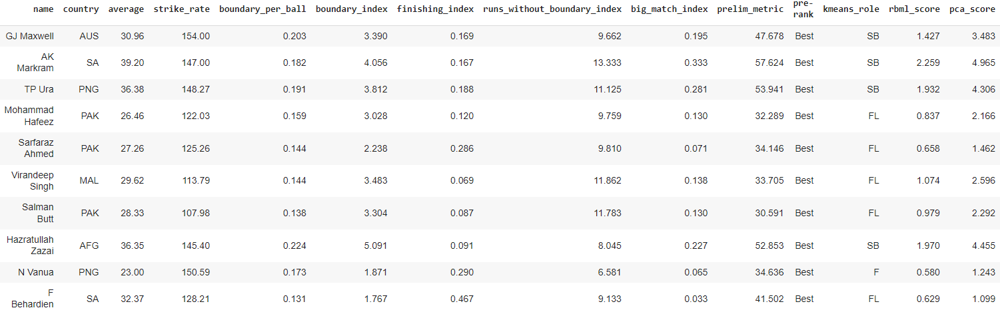 name country average strike_rate boundary_per_ball boundary_index finishing_index runs_without_boundary_index big_match_index prelim_metric pre-rank kmeans_role rbml_score pca_score
GJ Maxwell AUS 30.96 154.00 0.203 3.390 0.169 9.662 0.195 47.678 Best SB 1.427 3.483
AK Markram SA 39.20 147.00 0.182 4.056 0.167 13.333 0.333 57.624 Best SB 2.259 4.965
TP Ura PNG 36.38 148.27 0.191 3.812 0.188 11.125 0.281 53.941 Best SB 1.932 4.306
Mohammad Hafeez PAK 26.46 122.03 0.159 3.028 0.120 9.759 0.130 32.289 Best FL 0.837 2.166
Sarfaraz Ahmed PAK 27.26 125.26 0.144 2.238 0.286 9.810 0.071 34.146 Best FL 0.658 1.462
Virandeep Singh MAL 29.62 113.79 0.144 3.483 0.069 11.862 0.138 33.705 Best FL 1.074 2.596
Salman Butt PAK 28.33 107.98 0.138 3.304 0.087 11.783 0.130 30.591 Best FL 0.979 2.292
Hazratullah Zazai AFG 36.35 145.40 0.224 5.091 0.091 8.045 0.227 52.853 Best SB 1.970 4.455
N Vanua PNG 23.00 150.59 0.173 1.871 0.290 6.581 0.065 34.636 Best F 0.580 1.243
F Behardien SA 32.37 128.21 0.131 1.767 0.467 9.133 0.033 41.502 Best FL 0.629 1.099